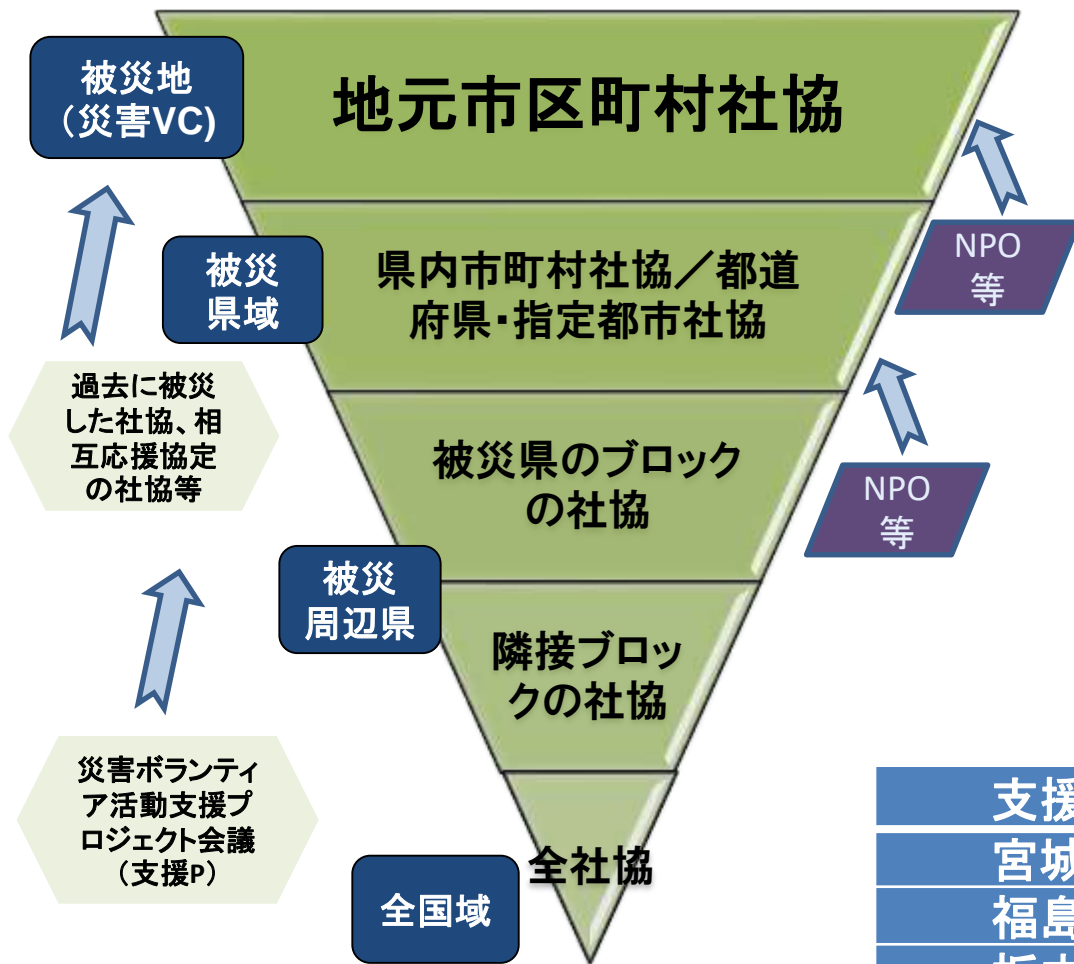 被災地
(災害VC)
地元市区町村社協
被災
県域
県内市町村社協／都道
府県・指定都市社協
NPO
等
過去に被災
した社協、相
互応援協定
の社協等
被災県のブロック
の社協
NPO
等
被災
周辺県
隣接ブロッ
クの社協
災害ボランティ
ア活動支援プ
ロジェクト会議
(支援P)
全社協
全国域
支援
宮城
福島